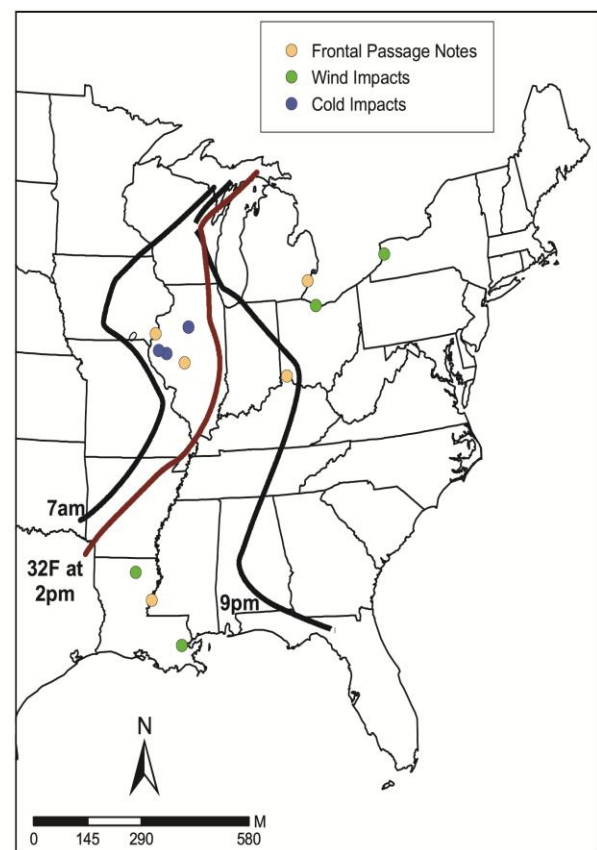 Frontal Passage Notes
Wind Impacts
Cold Impacts
7am
32F at
2pm
9pm
N
M
0 145 290 580